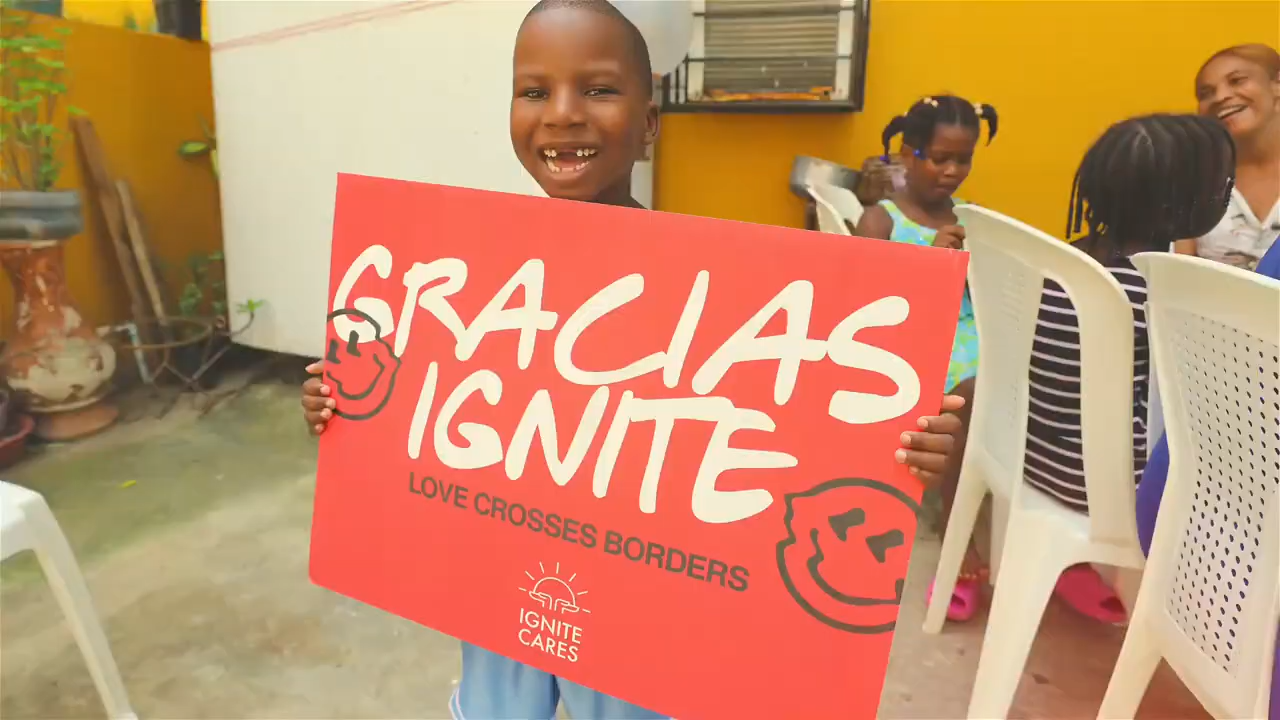 GRACIAS
IGNITE
LOVE CROSSES BORDERS
IGNITE
CARES